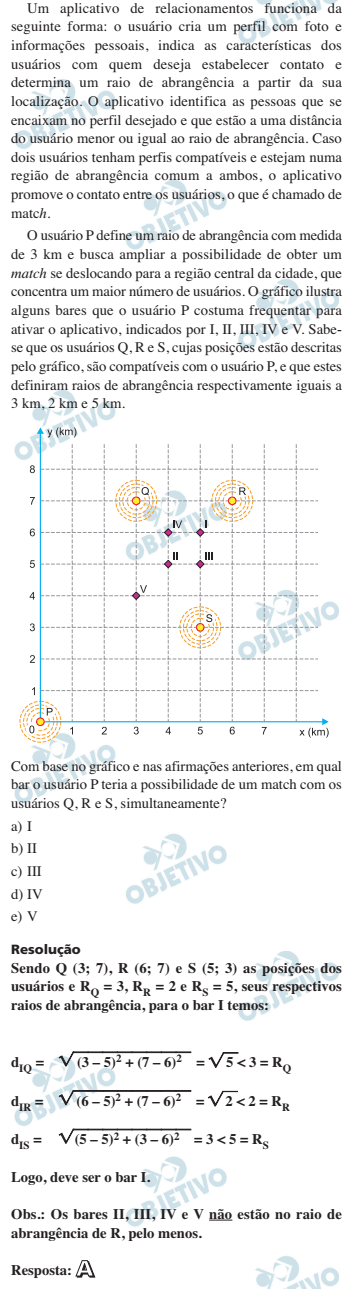 Um aplicativo de relacionamentos funciona da
seguinte forma: o usuário cria um perfil com foto e
informações pessoais, indica as características dos
usuários com quem deseja estabelecer contato e
determina um raio de abrangência a partir da sua
localização. O aplicativo identifica as pessoas que se
encaixam no perfil desejado e que estão a uma distância
do usuário menor ou igual ao raio de abrangência. Caso
dois usuários tenham perfis compatíveis e estejam numa
região de abrangência comum a ambos, o aplicativo
promove o contato entre os usuários, o que é chamado de
match.
O usuário P define um raio de abrangência com medida
de 3 km e busca ampliar a possibilidade de obter um
match se deslocando para a região central da cidade, que
concentra um maior número de usuários. O gráfico ilustra
alguns bares que o usuário P costuma frequentar para
ativar o aplicativo, indicados por I, II, III, IV e V. Sabe-
se que os usuários Q, R e S, cujas posições estão descritas
pelo gráfico, são compatíveis com o usuário P, e que estes
definiram raios de abrangência respectivamente iguais a
3 km, 2 km e 5 km.
y (km)
8
7 Q R
6 IV I
5 II III
4 V
3 S
2
1
P
0 1 2 3 4 5 6 7 x (km)
Com base no gráfico e nas afirmações anteriores, em qual
bar o usuário P teria a possibilidade de um match com os
usuários Q, R e S, simultaneamente?
a) I
b) II
c) III
d) IV
e) V
Resolução
Sendo Q (3; 7), R (6; 7) e S (5; 3) as posições dos
usuários e R_Q = 3, R_R = 2 e R_S = 5, seus respectivos
raios de abrangência, para o bar I temos:
d_IQ = √(3 – 5)² + (7 – 6)² = √5 < 3 = R_Q
d_IR = √(6 – 5)² + (7 – 6)² = √2 < 2 = R_R
d_IS = √(5 – 5)² + (3 – 6)² = 3 < 5 = R_S
Logo, deve ser o bar I.
Obs.: Os bares II, III, IV e V não estão no raio de
abrangência de R, pelo menos.
Resposta: A
OBJETIVO